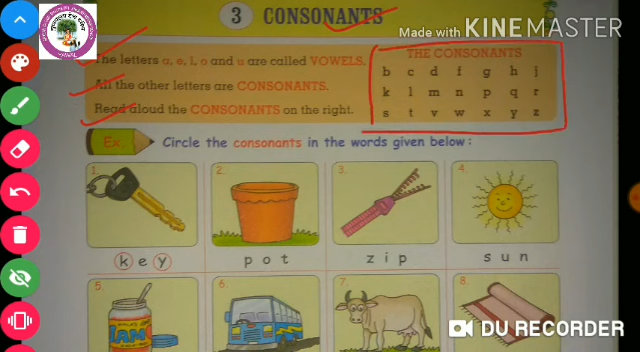 3 CONSONANTS
Made with KINEMASTER
The letters a, e, i, o and u are called VOWELS.
All the other letters are CONSONANTS.
Read aloud the CONSONANTS on the right.
THE CONSONANTS
b c d f g h j
k l m n p q r
s t v w x y z
Ex. Circle the consonants in the words given below :
1.
2.
3.
4.
k e y
p o t
z i p
s u n
5.
6.
7.
8.
JAM
DU RECORDER